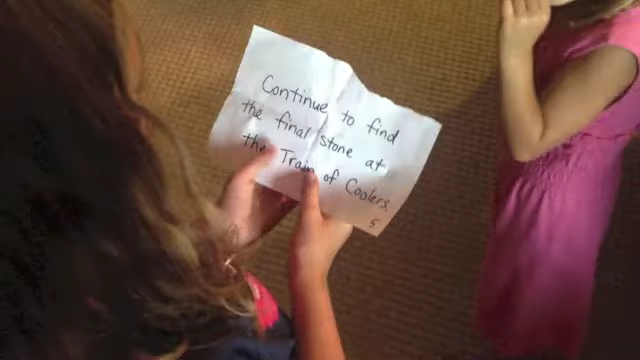 Continue to find
the final stone at
the Train of Coolers.
5